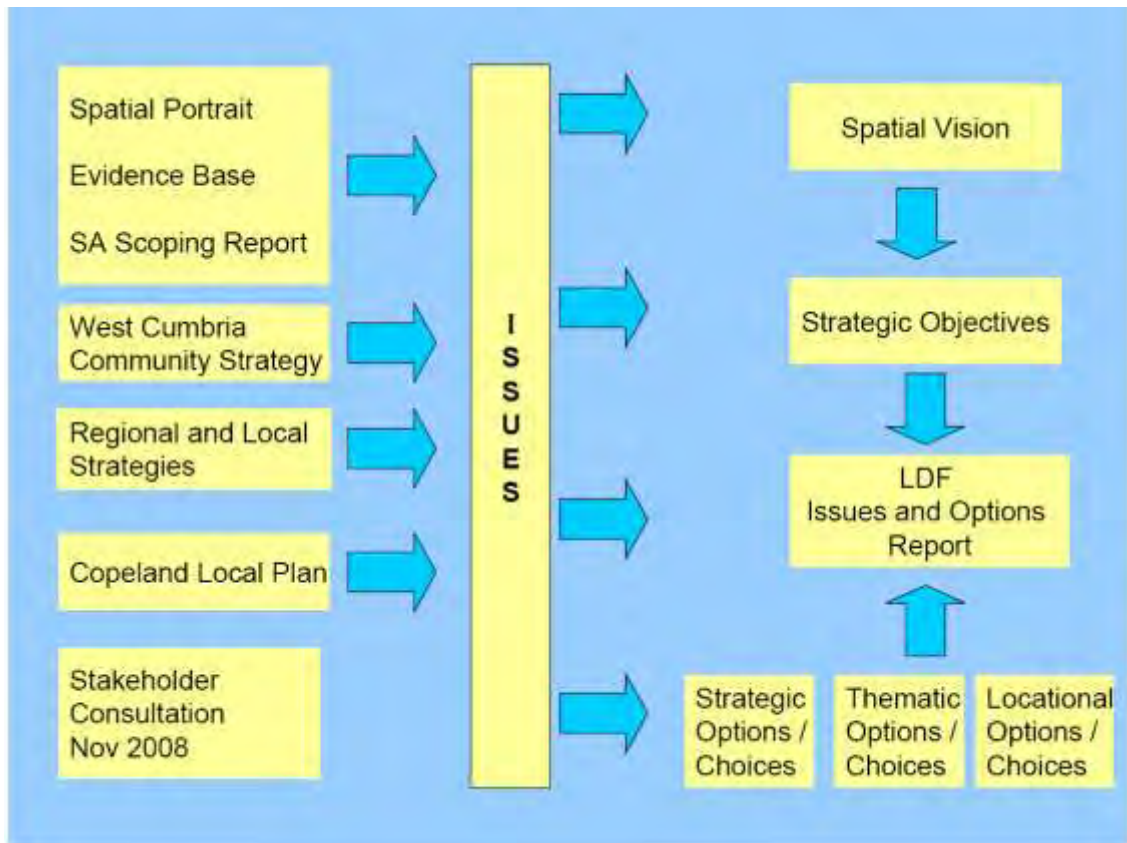 Spatial Portrait
Evidence Base
SA Scoping Report
West Cumbria
Community Strategy
Regional and Local
Strategies
Copeland Local Plan
Stakeholder
Consultation
Nov 2008
I
S
S
U
E
S
Spatial Vision
Strategic Objectives
LDF
Issues and Options
Report
Strategic
Options /
Choices
Thematic
Options /
Choices
Locational
Options /
Choices